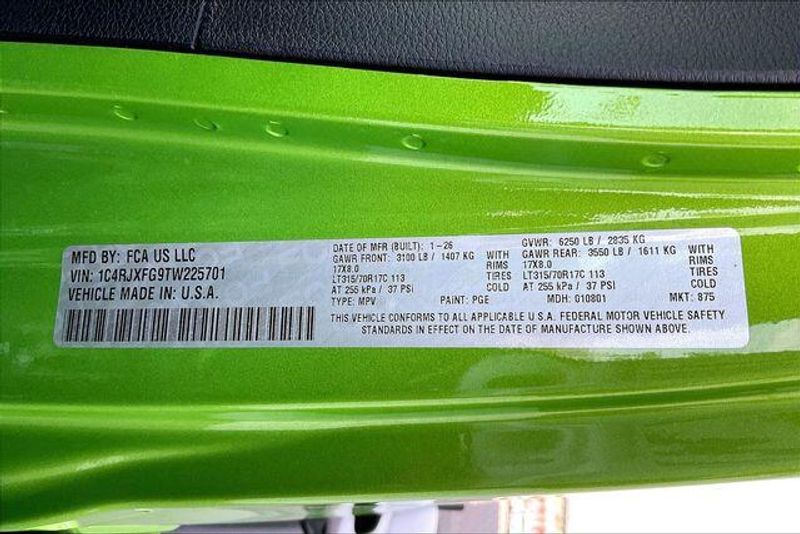 MFD BY: FCA US LLC
VIN: 1C4RJXFG9TW225701
VEHICLE MADE IN: U.S.A.
DATE OF MFR (BUILT): 1-26
GAWR FRONT: 3100 LB / 1407 KG WITH
17X8.0 RIMS
LT315/70R17C 113 TIRES
AT 255 kPa / 37 PSI COLD
TYPE: MPV PAINT: PGE
GVWR: 6250 LB / 2835 KG
GAWR REAR: 3550 LB / 1611 KG WITH
17X8.0 RIMS
LT315/70R17C 113 TIRES
AT 255 kPa / 37 PSI COLD
MDH: 010801 MKT: 875
THIS VEHICLE CONFORMS TO ALL APPLICABLE U.S.A. FEDERAL MOTOR VEHICLE SAFETY
STANDARDS IN EFFECT ON THE DATE OF MANUFACTURE SHOWN ABOVE.